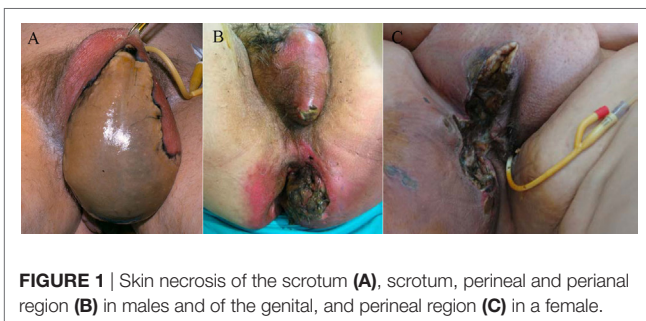 A
B
C
FIGURE 1 | Skin necrosis of the scrotum (A), scrotum, perineal and perianal
region (B) in males and of the genital, and perineal region (C) in a female.